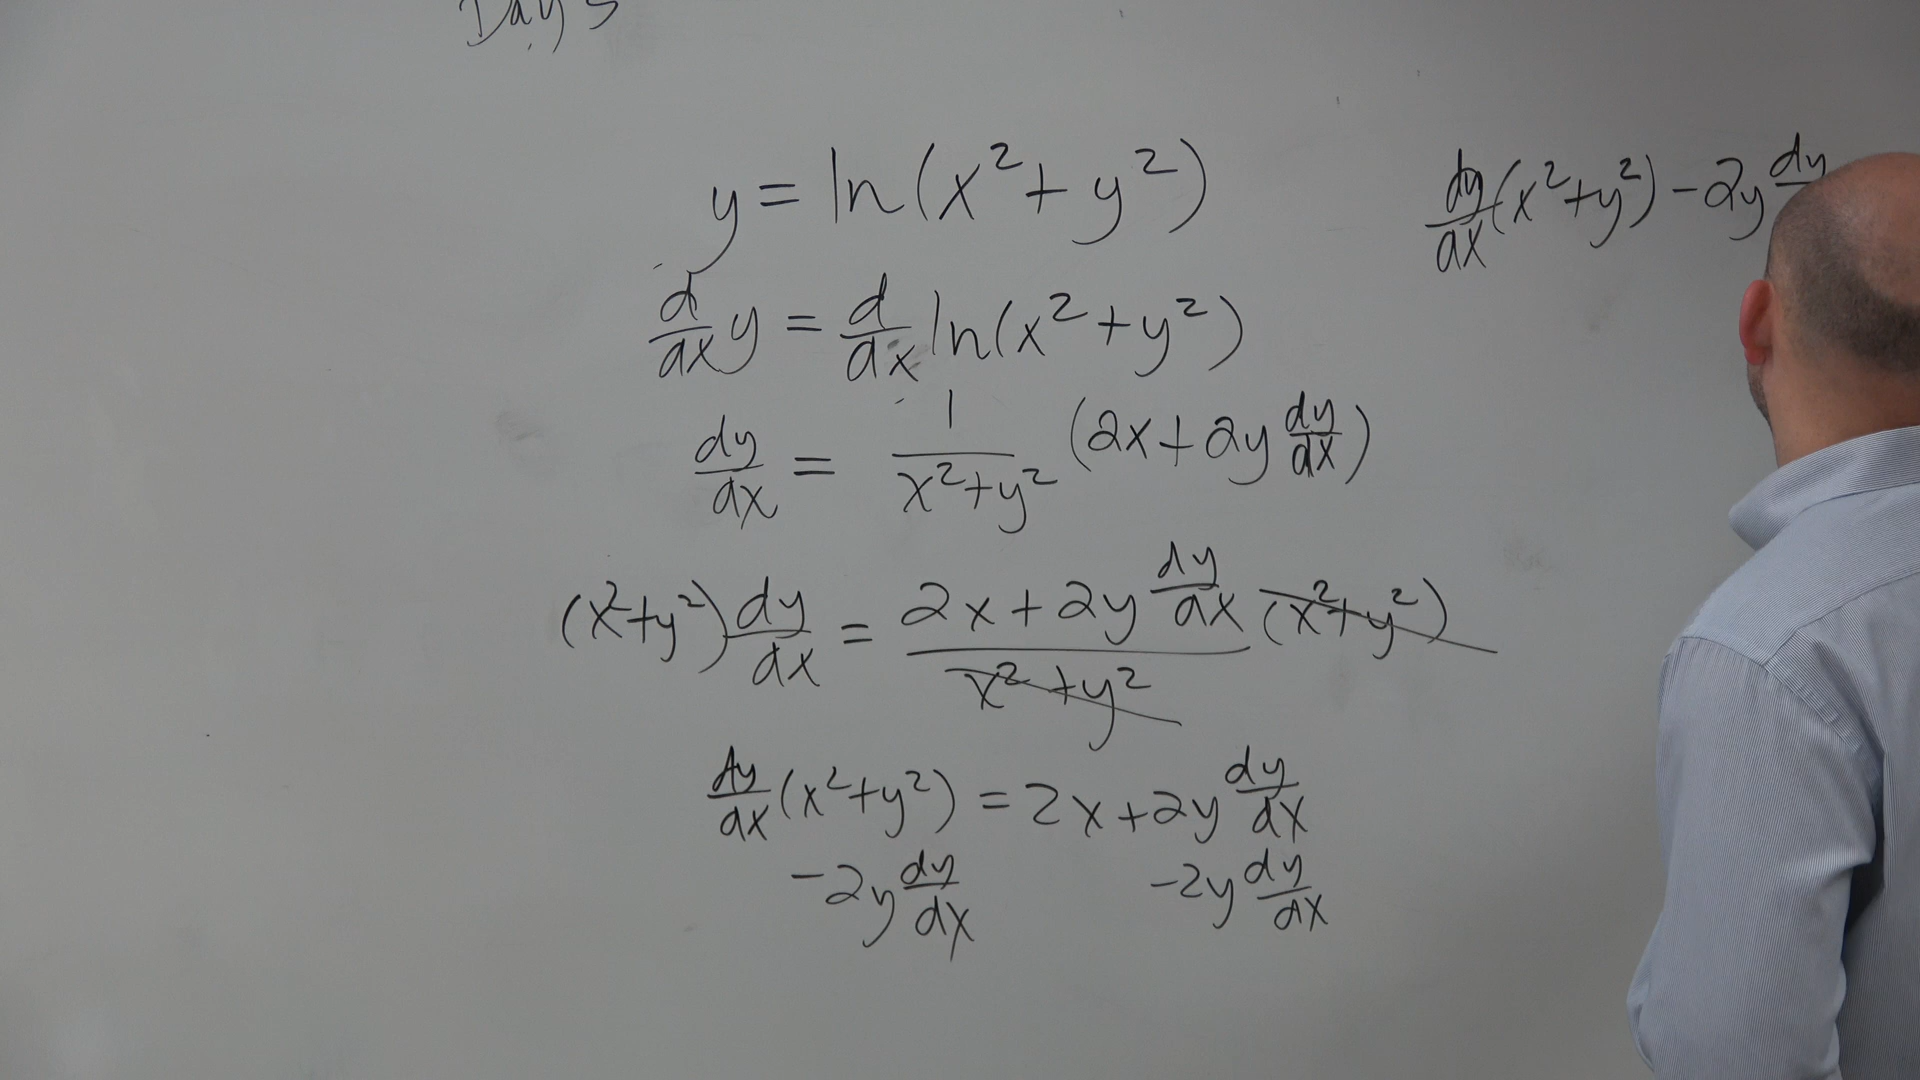 Day 5
y = ln(x² + y²)
d/dx y = d/dx ln(x² + y²)
dy/dx = 1/(x² + y²) (2x + 2y dy/dx)
(x² + y²) dy/dx = (2x + 2y dy/dx)/(x² + y²) (x² + y²)
dy/dx (x² + y²) = 2x + 2y dy/dx
-2y dy/dx -2y dy/dx
dy/dx (x² + y²) - 2y dy